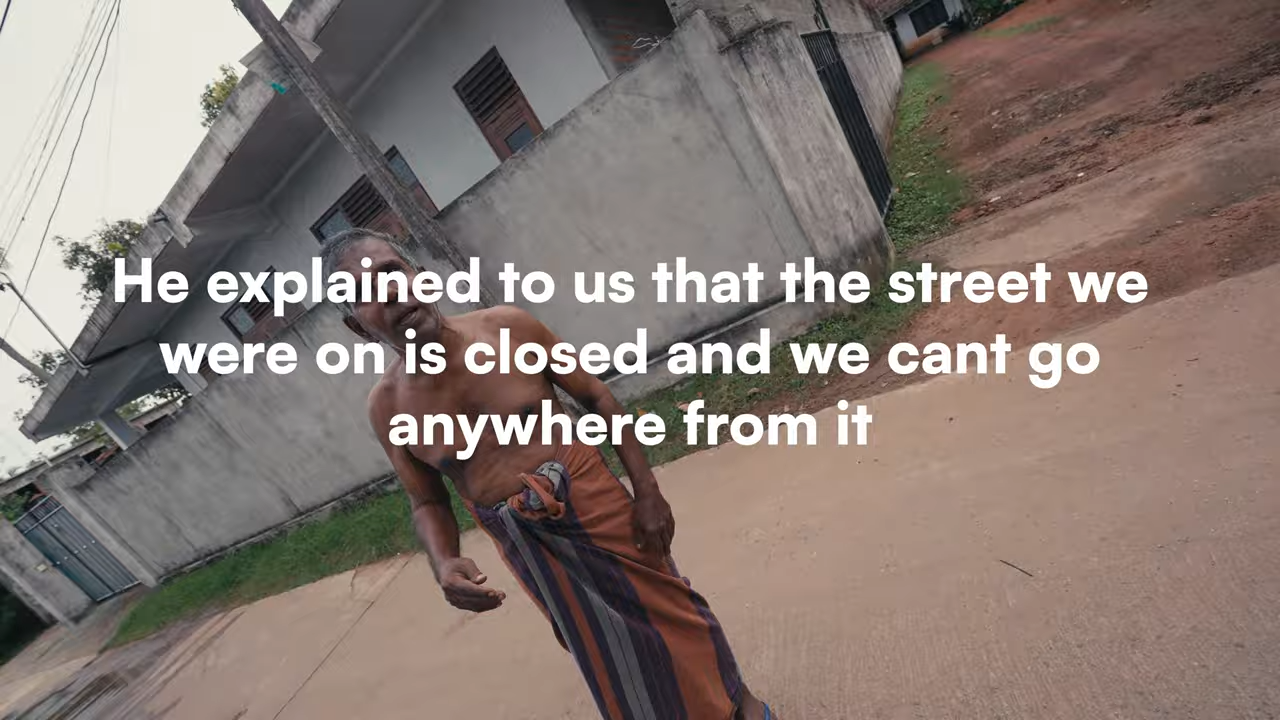 He explained to us that the street we
were on is closed and we cant go
anywhere from it